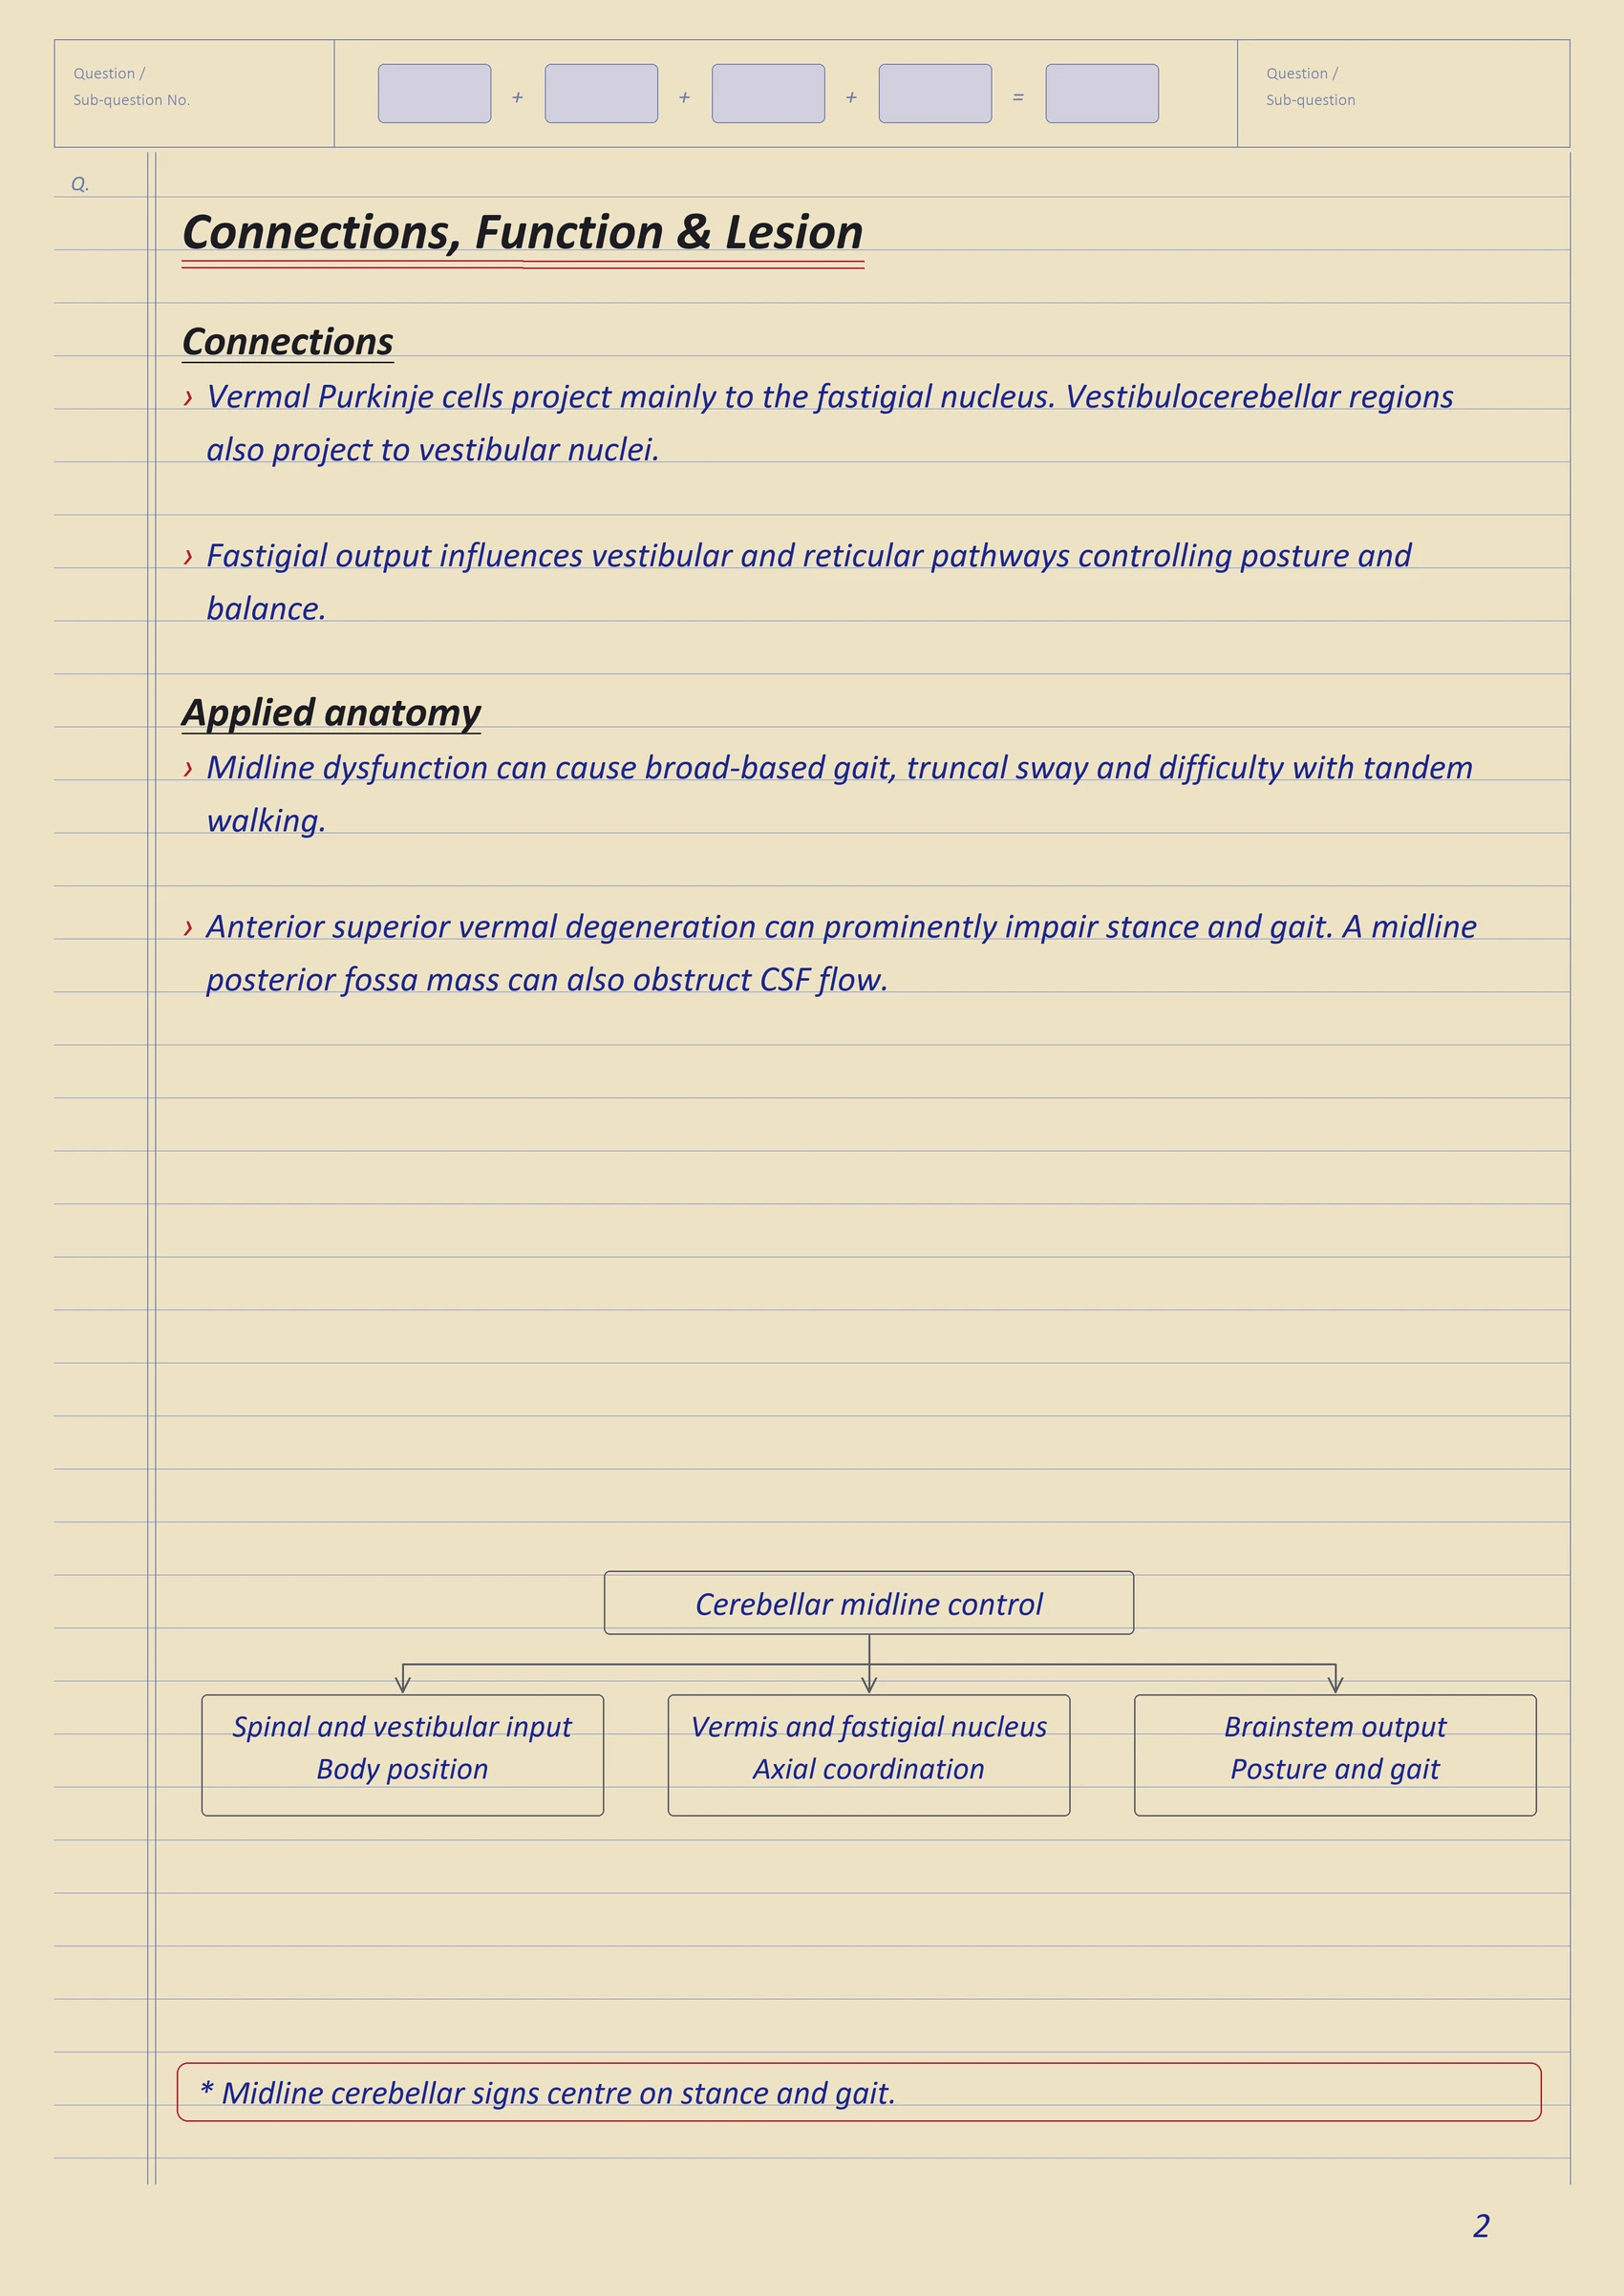 Question /
Sub-question No.
+ + + =
Question /
Sub-question
Q.
Connections, Function & Lesion
Connections
› Vermal Purkinje cells project mainly to the fastigial nucleus. Vestibulocerebellar regions
also project to vestibular nuclei.
› Fastigial output influences vestibular and reticular pathways controlling posture and
balance.
Applied anatomy
› Midline dysfunction can cause broad-based gait, truncal sway and difficulty with tandem
walking.
› Anterior superior vermal degeneration can prominently impair stance and gait. A midline
posterior fossa mass can also obstruct CSF flow.
Cerebellar midline control
Spinal and vestibular input
Body position
Vermis and fastigial nucleus
Axial coordination
Brainstem output
Posture and gait
* Midline cerebellar signs centre on stance and gait.
2